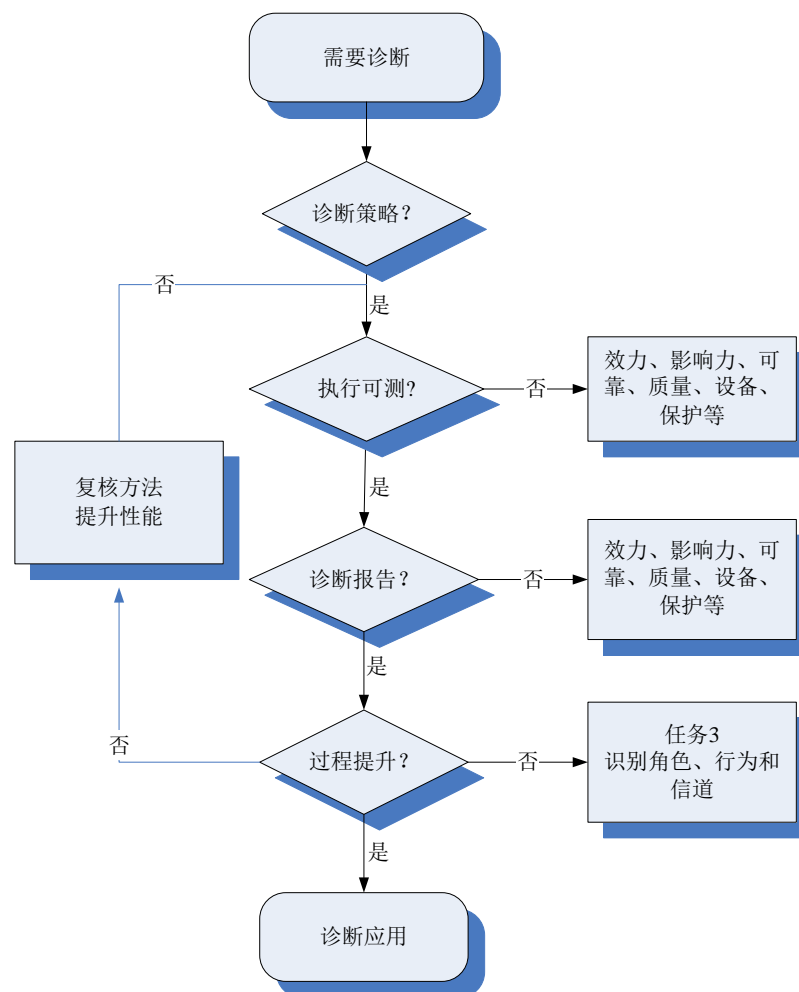 需要诊断
诊断策略？
否
是
执行可测?
否
效力、影响力、可
靠、质量、设备、
保护等
复核方法
提升性能
是
诊断报告？
否
效力、影响力、可
靠、质量、设备、
保护等
是
否
过程提升？
否
任务3
识别角色、行为和
信道
是
诊断应用